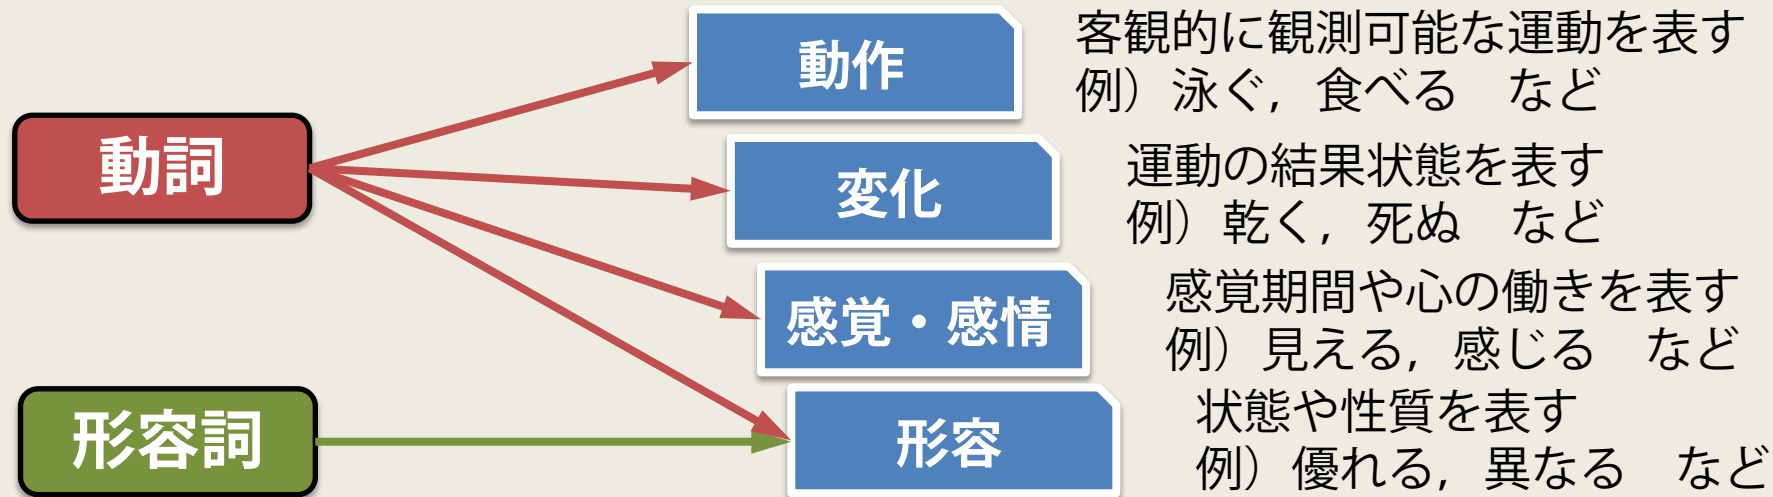 動詞
形容詞
動作
客観的に観測可能な運動を表す
例）泳ぐ，食べる　など
変化
運動の結果状態を表す
例）乾く，死ぬ　など
感覚・感情
感覚期間や心の働きを表す
例）見える，感じる　など
形容
状態や性質を表す
例）優れる，異なる　など